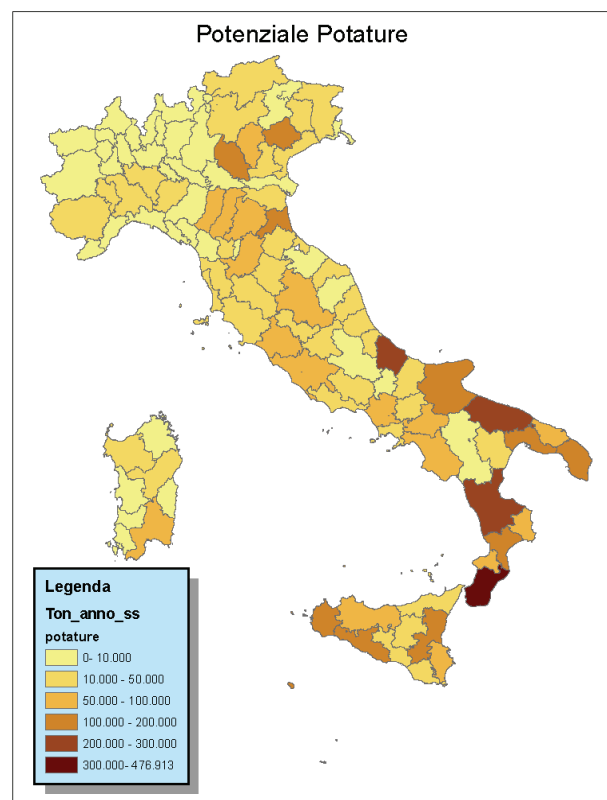 Potenziale Potature
Legenda
Ton_anno_ss
potature
0- 10.000
10.000 - 50.000
50.000 - 100.000
100.000 - 200.000
200.000 - 300.000
300.000- 476.913